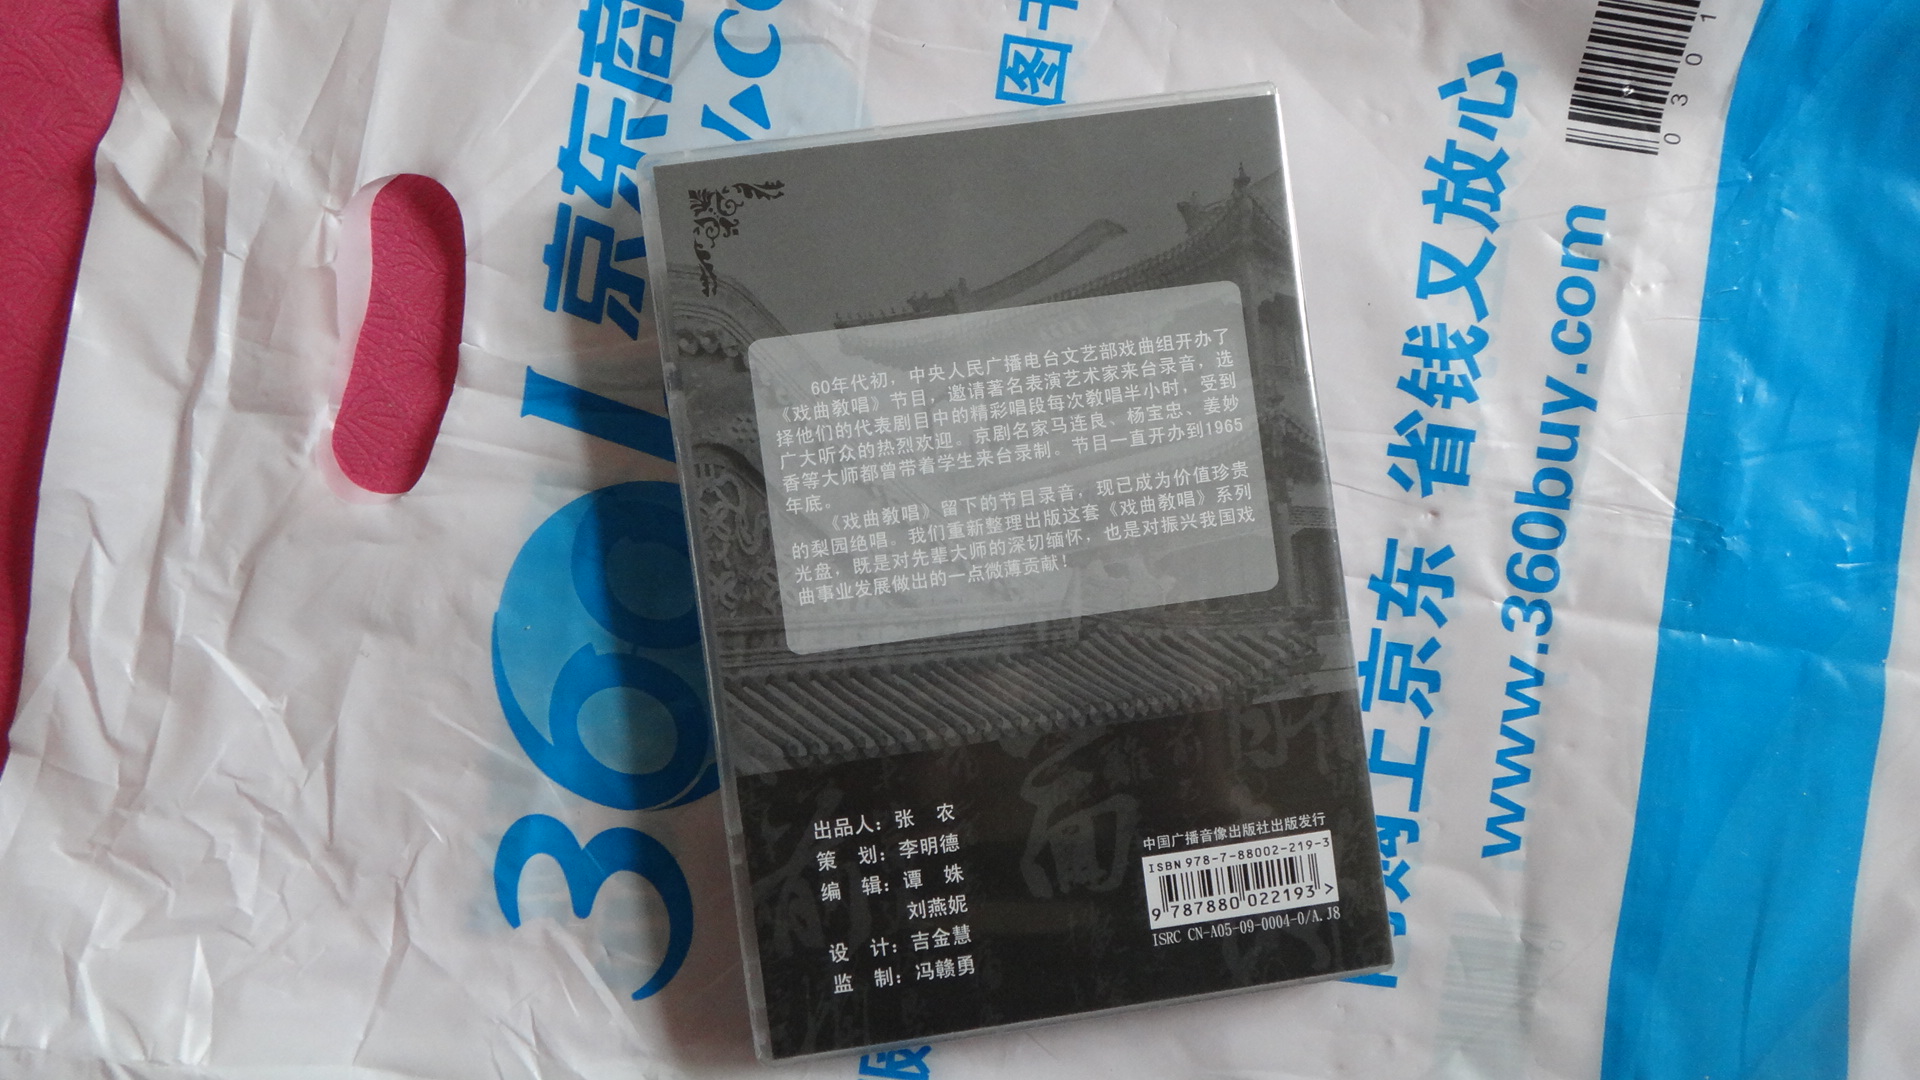 60年代初，中央人民广播电台文艺部戏曲组开办了
《戏曲教唱》节目，邀请著名表演艺术家来台录音，选
择他们的代表剧目中的精彩唱段每次教唱半小时，受到
广大听众的热烈欢迎。京剧名家马连良、杨宝忠、姜妙
香等大师都曾带着学生来台录制。节目一直开办到1965
年底。
《戏曲教唱》留下的节目录音，现已成为价值珍贵
的梨园绝唱。我们重新整理出版这套《戏曲教唱》系列
光盘，既是对先辈大师的深切缅怀，也是对振兴我国戏
曲事业发展做出的一点微薄贡献！
出品人：张 农
策 划：李明德
编 辑：谭 姝
刘燕妮
设 计：吉金慧
监 制：冯赣勇
中国广播音像出版社出版发行
ISBN 978-7-88002-219-3
9 787880 022193 >
ISRC CN-A05-09-0004-0/A.J8
京东商
图书
网购上京东 省钱又放心
www.360buy.com
0301